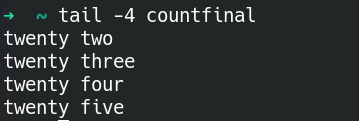 ➜ ~ tail -4 countfinal
twenty two
twenty three
twenty four
twenty five